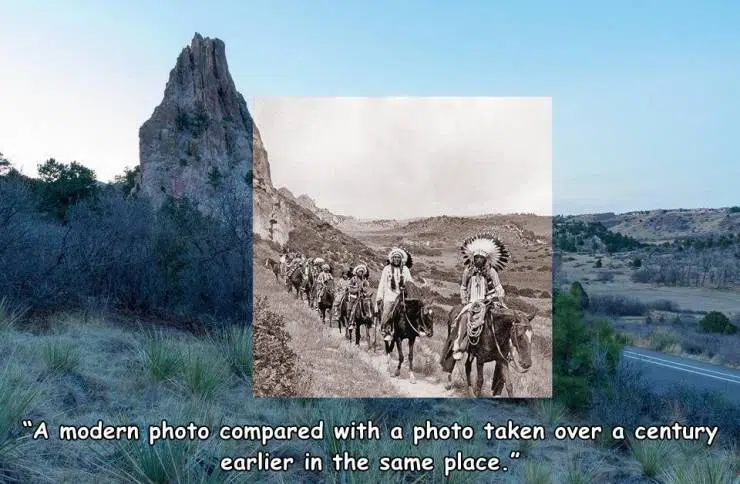 "A modern photo compared with a photo taken over a century
earlier in the same place."